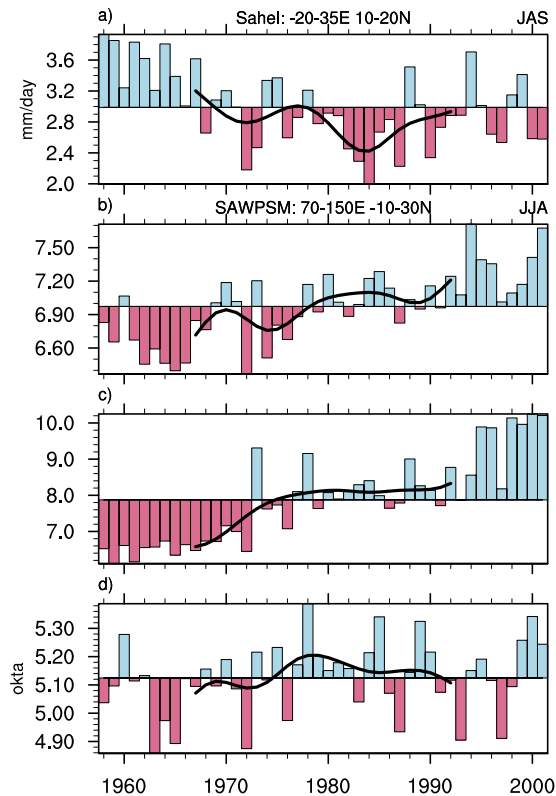 a) Sahel: -20-35E 10-20N JAS
3.6
3.2
2.8
2.4
2.0
mm/day
b) SAWPSM: 70-150E -10-30N JJA
7.50
7.20
6.90
6.60
c)
10.0
9.0
8.0
7.0
d)
5.30
5.20
5.10
5.00
4.90
okta
1960 1970 1980 1990 2000